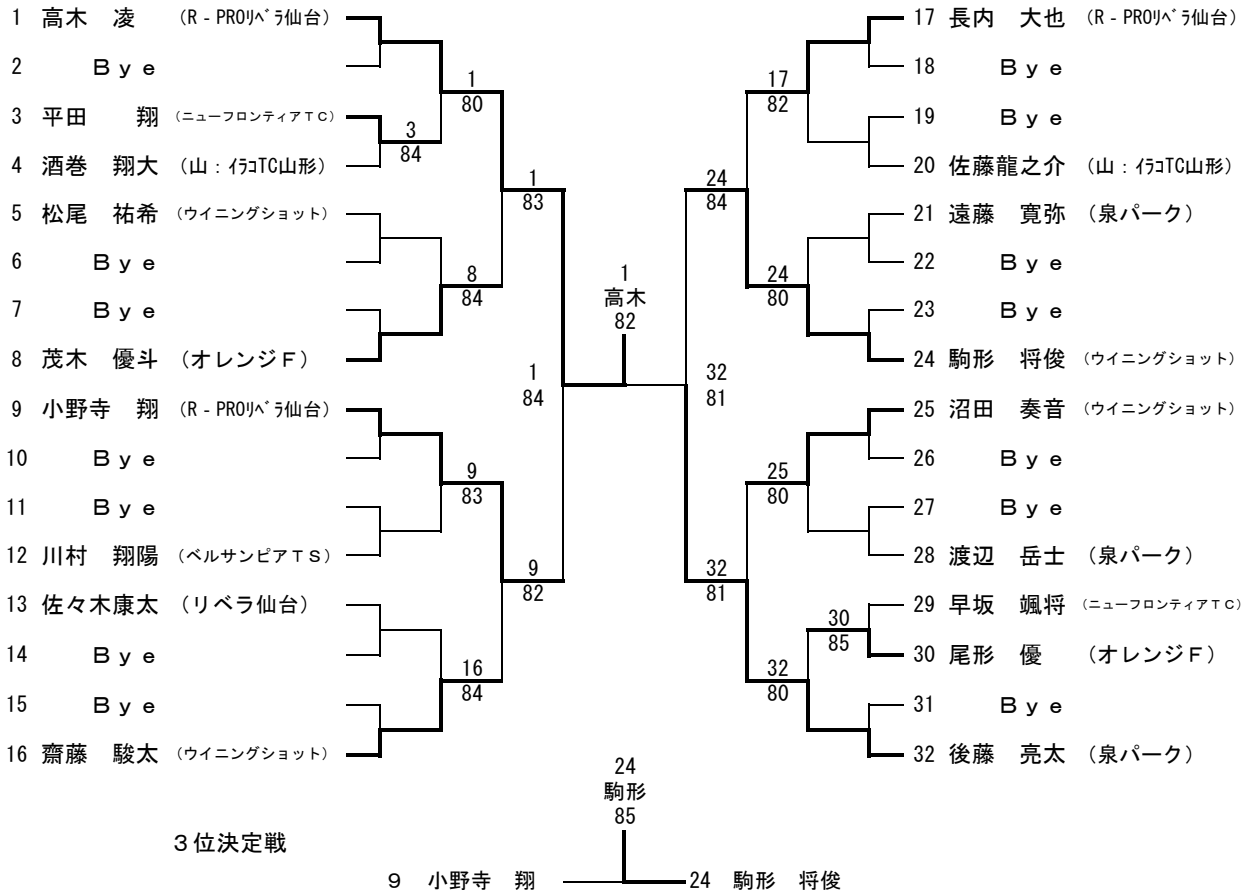 1 高木 凌 (R-PROリベラ仙台)
2 Bye
3 平田 翔 (ニューフロンティアTC)
4 酒巻 翔大 (山:イラコTC山形)
5 松尾 祐希 (ウイニングショット)
6 Bye
7 Bye
8 茂木 優斗 (オレンジF)
9 小野寺 翔 (R-PROリベラ仙台)
10 Bye
11 Bye
12 川村 翔陽 (ベルサンピアTS)
13 佐々木康太 (リベラ仙台)
14 Bye
15 Bye
16 齋藤 駿太 (ウイニングショット)
3
84
1
80
8
84
9
83
16
84
1
83
9
82
1
84
1
高木
82
32
81
24
84
32
81
17
82
24
80
25
80
32
80
30
85
17 長内 大也 (R-PROリベラ仙台)
18 Bye
19 Bye
20 佐藤龍之介 (山:イラコTC山形)
21 遠藤 寛弥 (泉パーク)
22 Bye
23 Bye
24 駒形 将俊 (ウイニングショット)
25 沼田 奏音 (ウイニングショット)
26 Bye
27 Bye
28 渡辺 岳士 (泉パーク)
29 早坂 颯将 (ニューフロンティアTC)
30 尾形 優 (オレンジF)
31 Bye
32 後藤 亮太 (泉パーク)
3位決定戦
24
駒形
85
9 小野寺 翔
24 駒形 将俊